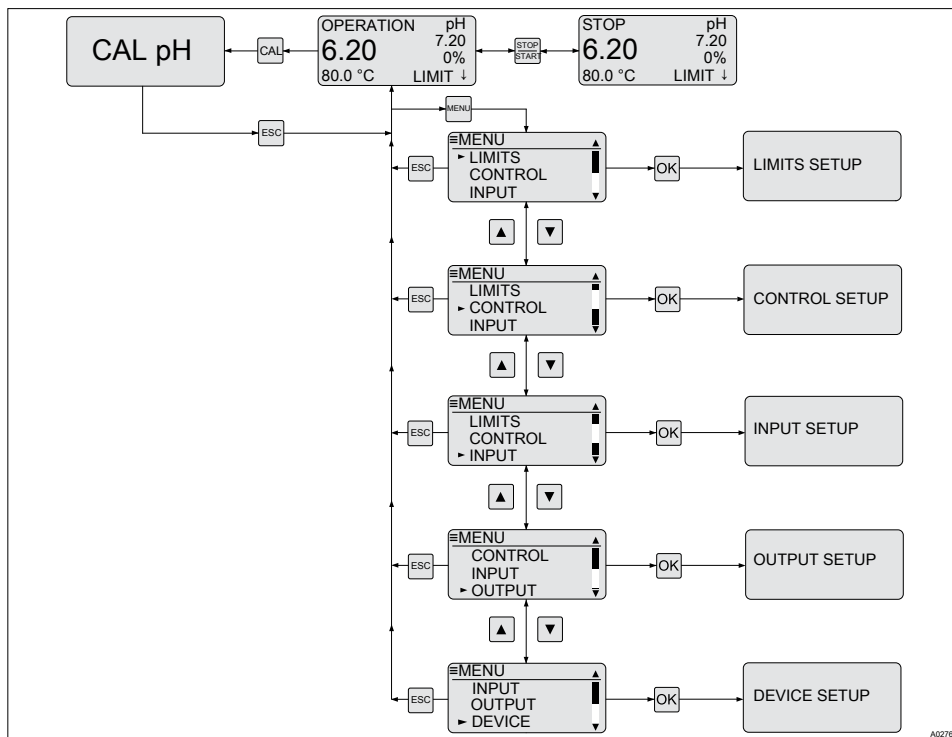 CAL pH
CAL
OPERATION pH
6.20 7.20
0%
80.0 °C LIMIT ↓
STOP
START
STOP pH
6.20 7.20
0%
80.0 °C LIMIT ↓
ESC
MENU
≡MENU ▲
► LIMITS
CONTROL
INPUT ▼
ESC
OK
LIMITS SETUP
▲ ▼
≡MENU ▲
LIMITS
► CONTROL
INPUT ▼
ESC
OK
CONTROL SETUP
▲ ▼
≡MENU ▲
LIMITS
CONTROL
► INPUT ▼
ESC
OK
INPUT SETUP
▲ ▼
≡MENU ▲
CONTROL
INPUT
► OUTPUT ▼
ESC
OK
OUTPUT SETUP
▲ ▼
≡MENU ▲
INPUT
OUTPUT
► DEVICE ▼
ESC
OK
DEVICE SETUP